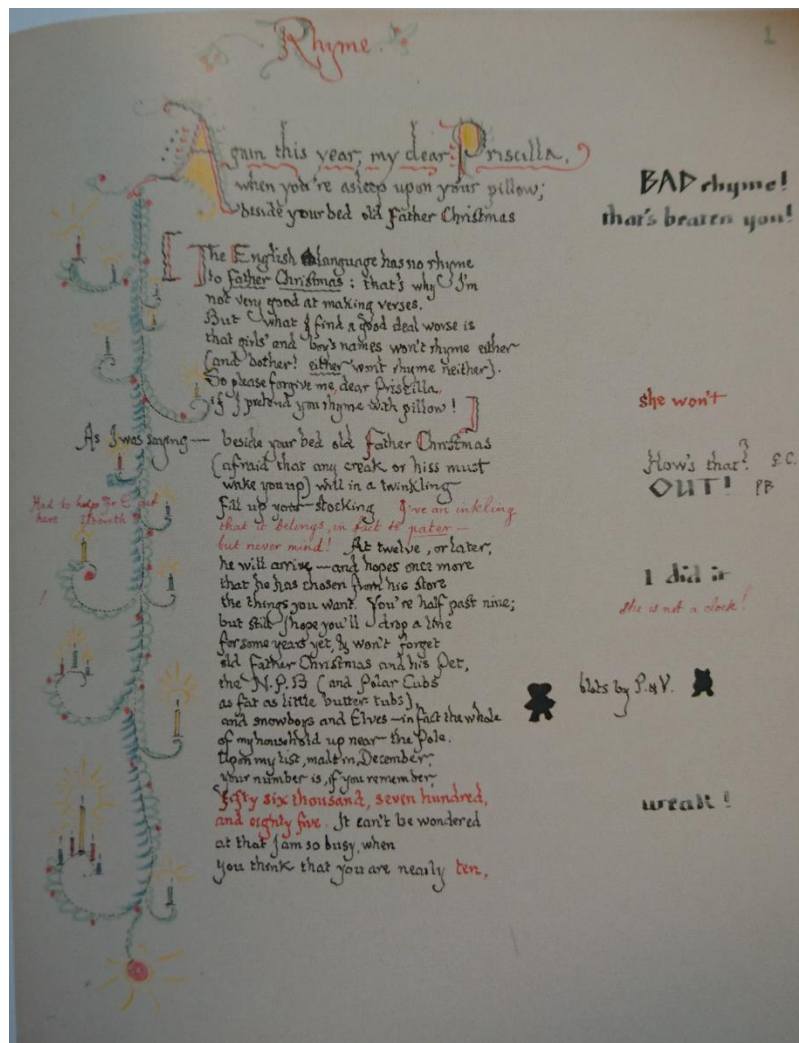 Rhyme.
1
Again this year, my dear Priscilla,
when you're asleep upon your pillow;
BAD rhyme!
beside your bed old Father Christmas
that's beaten you!
[The English language has no rhyme
to Father Christmas: that's why I'm
not very good at making verses.
But what I find a good deal worse is
that girls' and boy's names won't rhyme either
(and bother! either won't rhyme neither).
So please forgive me, dear Priscilla,
if I pretend you rhyme with pillow!]
she won't
As I was saying—
beside your bed old Father Christmas
(afraid that any creak or hiss must
How's that? F.C.
wake you up) will in a twinkling
OUT! PB
fill up your stocking I've an inkling
Had to help Fr C out
here Ilbereth
that it belongs, in fact to pater—
but never mind! At twelve, or later,
he will arrive—and hopes once more
I did it
that he has chosen from his store
the things you want. You're half past nine;
She is not a clock!
but still I hope you'll drop a line
for some years yet, & won't forget
old Father Christmas and his Pet,
the N.P.B (and Polar Cubs
blots by P. & V.
as fat as little butter-tubs),
and snowboys and Elves—in fact the whole
of my household up near the Pole.
Upon my list, made in December,
your number is, if you remember,
fifty six thousand, seven hundred,
weak!
and eighty five. It can't be wondered
at that I am so busy, when
you think that you are nearly ten,